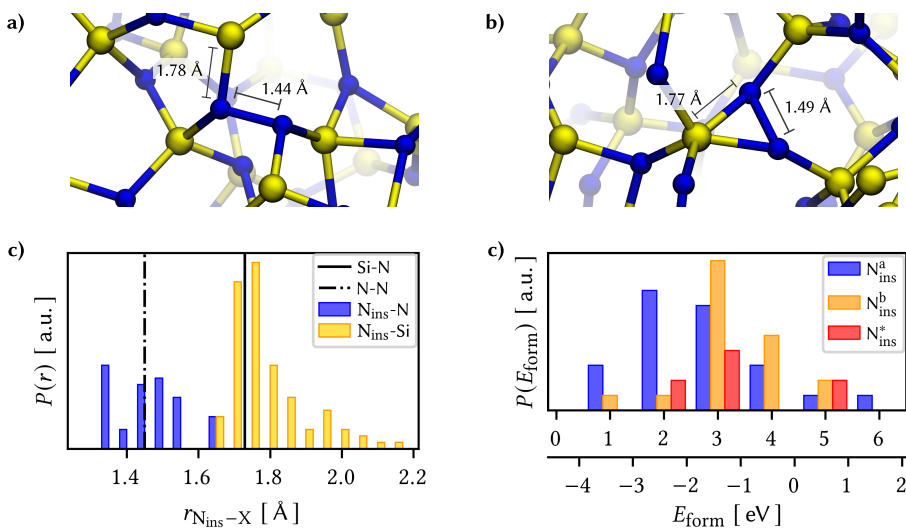 a)
1.78 Å
1.44 Å
b)
1.77 Å
1.49 Å
c)
P(r) [ a.u. ]
Si-N
N-N
N_ins-N
N_ins-Si
1.4 1.6 1.8 2.0 2.2
r_{N_ins−X} [ Å ]
c)
P(E_form) [ a.u. ]
N^a_ins
N^b_ins
N^*_ins
0 1 2 3 4 5 6
−4 −3 −2 −1 0 1 2
E_form [ eV ]